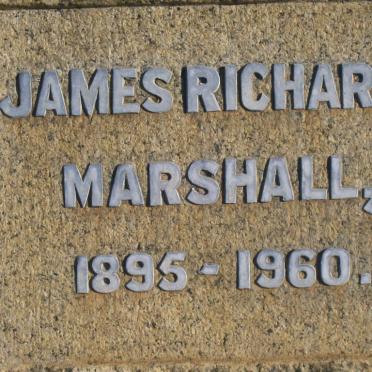 JAMES RICHAR
MARSHALL,
1895 - 1960.